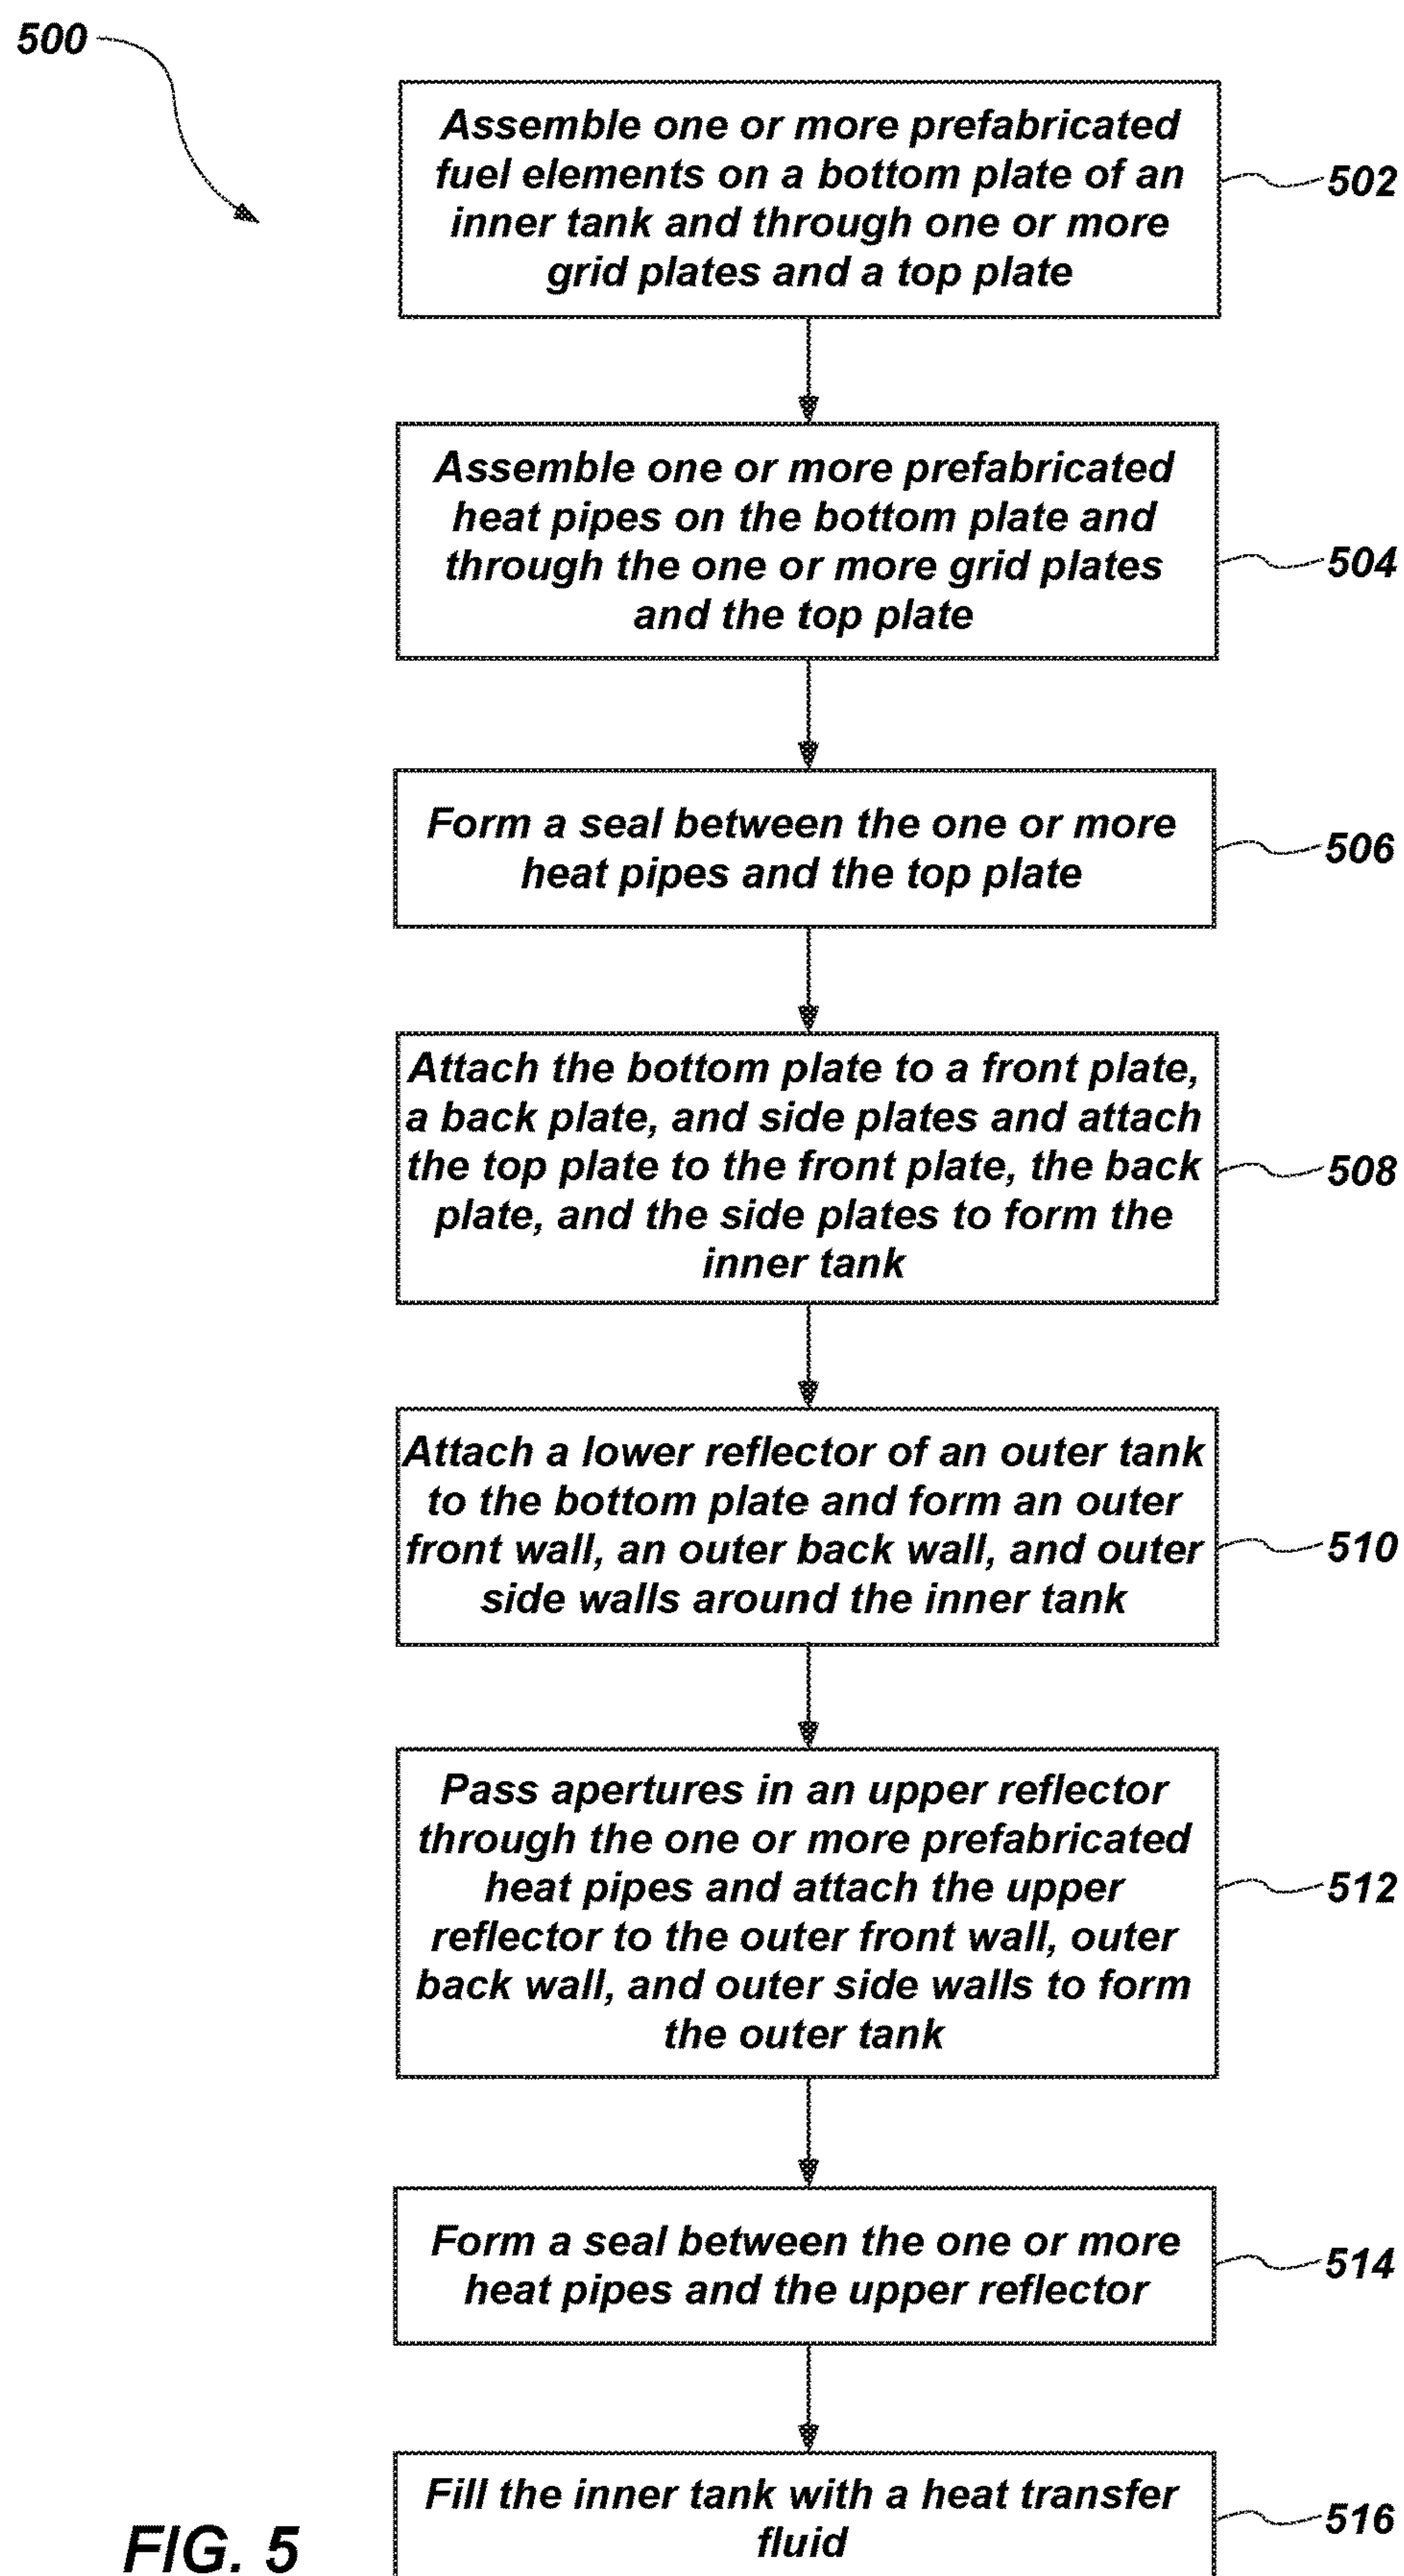 500
Assemble one or more prefabricated
fuel elements on a bottom plate of an
inner tank and through one or more
grid plates and a top plate
502
Assemble one or more prefabricated
heat pipes on the bottom plate and
through the one or more grid plates
and the top plate
504
Form a seal between the one or more
heat pipes and the top plate
506
Attach the bottom plate to a front plate,
a back plate, and side plates and attach
the top plate to the front plate, the back
plate, and the side plates to form the
inner tank
508
Attach a lower reflector of an outer tank
to the bottom plate and form an outer
front wall, an outer back wall, and outer
side walls around the inner tank
510
Pass apertures in an upper reflector
through the one or more prefabricated
heat pipes and attach the upper
reflector to the outer front wall, outer
back wall, and outer side walls to form
the outer tank
512
Form a seal between the one or more
heat pipes and the upper reflector
514
Fill the inner tank with a heat transfer
fluid
516
FIG. 5